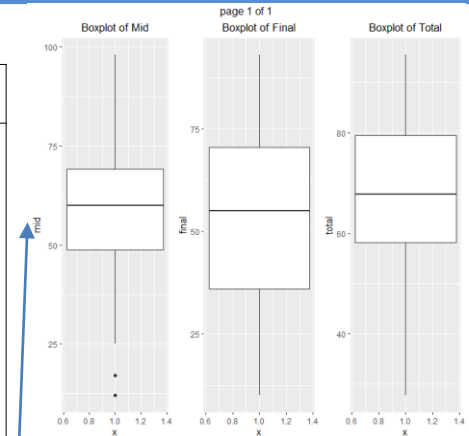 page 1 of 1
Boxplot of Mid
100
75
50
25
mid
0.6 0.8 1.0 1.2 1.4
x
Boxplot of Final
75
50
25
final
0.6 0.8 1.0 1.2 1.4
x
Boxplot of Total
80
60
40
total
0.6 0.8 1.0 1.2 1.4
x